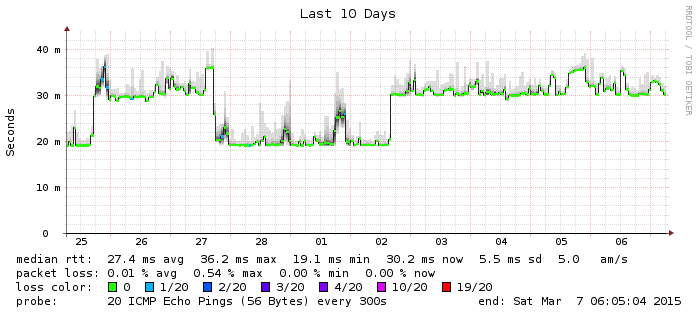 Last 10 Days
RRDTOOL / TOBI OETIKER
Seconds
40 m
30 m
20 m
10 m
0
25 26 27 28 01 02 03 04 05 06
median rtt: 27.4 ms avg 36.2 ms max 19.1 ms min 30.2 ms now 5.5 ms sd 5.0 am/s
packet loss: 0.01 % avg 0.54 % max 0.00 % min 0.00 % now
loss color: 0 1/20 2/20 3/20 4/20 10/20 19/20
probe: 20 ICMP Echo Pings (56 Bytes) every 300s end: Sat Mar 7 06:05:04 2015